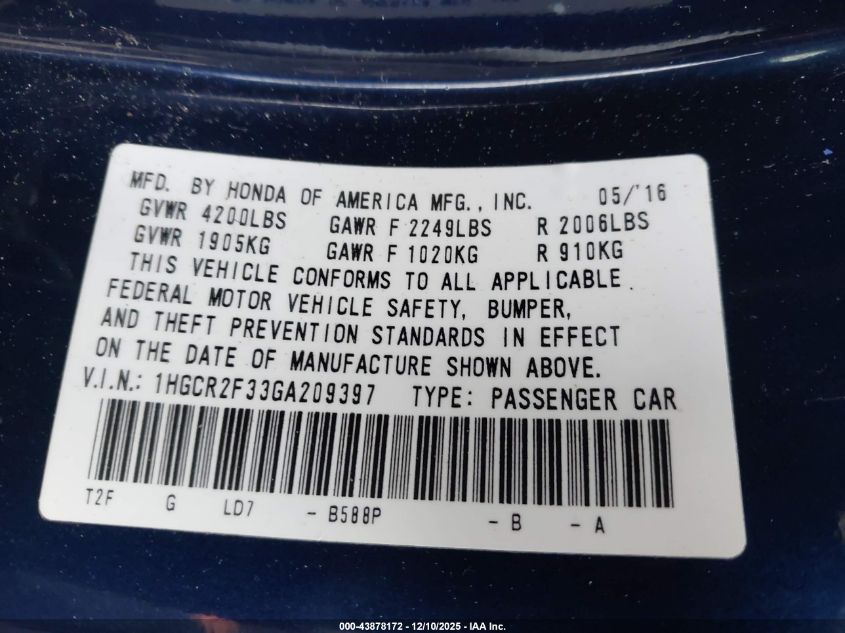 MFD. BY HONDA OF AMERICA MFG., INC. 05/'16
GVWR 4200LBS GAWR F 2249LBS R 2006LBS
GVWR 1905KG GAWR F 1020KG R 910KG
THIS VEHICLE CONFORMS TO ALL APPLICABLE
FEDERAL MOTOR VEHICLE SAFETY, BUMPER,
AND THEFT PREVENTION STANDARDS IN EFFECT
ON THE DATE OF MANUFACTURE SHOWN ABOVE.
V.I.N.: 1HGCR2F33GA209397 TYPE: PASSENGER CAR
T2F G LD7 - B588P - B - A
000-43878172 - 12/10/2025 - IAA Inc.